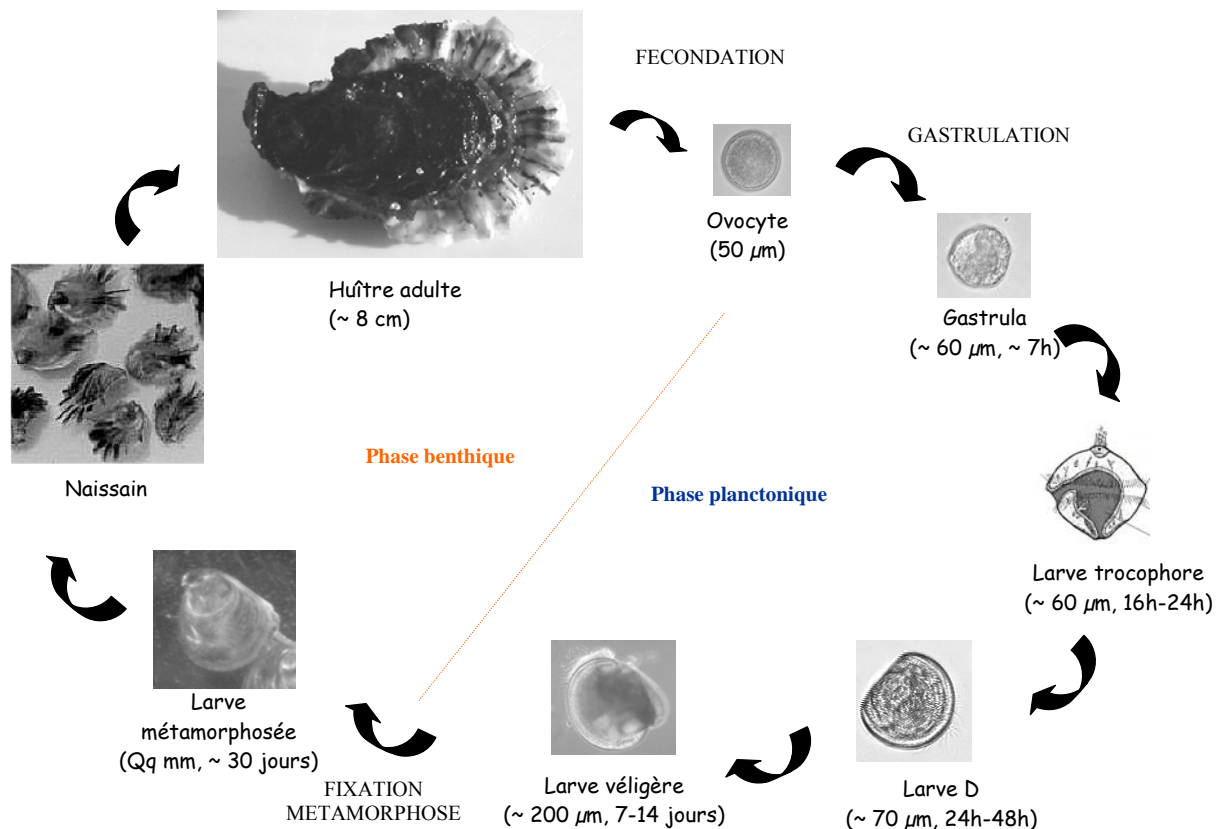 FECONDATION
GASTRULATION
Ovocyte
(50 µm)
Huître adulte
(~ 8 cm)
Gastrula
(~ 60 µm, ~ 7h)
Phase benthique
Naissain
Phase planctonique
Larve trocophore
(~ 60 µm, 16h-24h)
Larve
métamorphosée
(Qq mm, ~ 30 jours)
FIXATION
METAMORPHOSE
Larve véligère
(~ 200 µm, 7-14 jours)
Larve D
(~ 70 µm, 24h-48h)